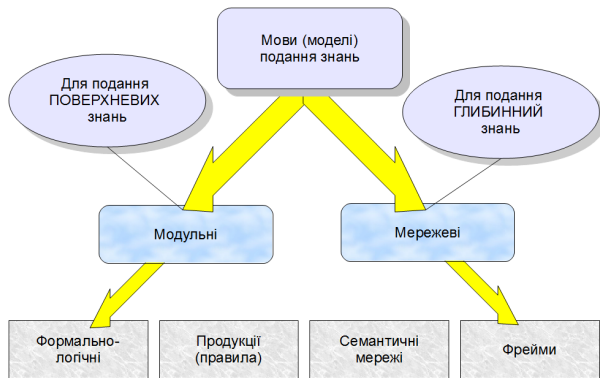 Мови (моделі)
подання знань
Для подання
ПОВЕРХНЕВИХ
знань
Для подання
ГЛИБИННИЙ
знань
Модульні
Мережеві
Формально-
логічні
Продукції
(правила)
Семантичні
мережі
Фрейми